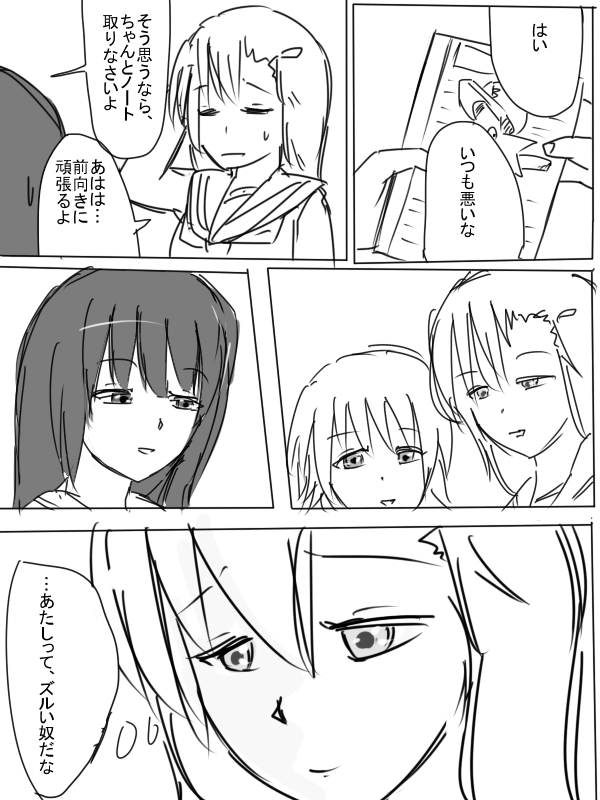 はい
いつも悪いな
そう思うなら、
ちゃんとノート
取りなさいよ
あはは…
前向きに
頑張るよ
…あたしって、ズルい奴だな